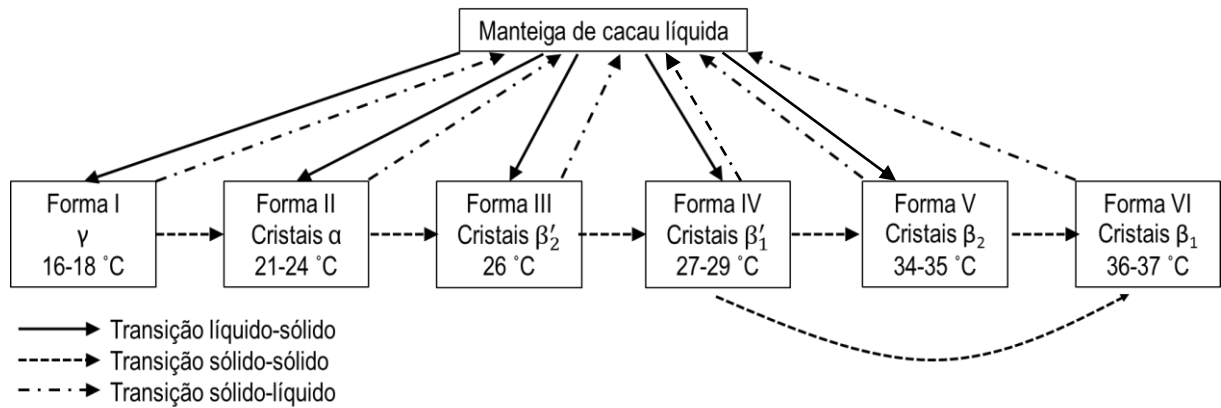 Manteiga de cacau líquida
Forma I
γ
16-18 ˚C
Forma II
Cristais α
21-24 ˚C
Forma III
Cristais β′₂
26 ˚C
Forma IV
Cristais β′₁
27-29 ˚C
Forma V
Cristais β₂
34-35 ˚C
Forma VI
Cristais β₁
36-37 ˚C
Transição líquido-sólido
Transição sólido-sólido
Transição sólido-líquido